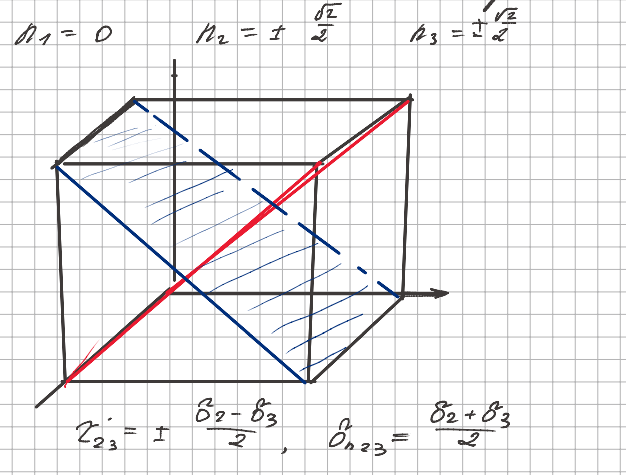 n₁ = 0 n₂ = ± √2/2 n₃ = ± √2/2
τ₂₃ = ± (σ₂ - σ₃)/2 , σₙ₂₃ = (σ₂ + σ₃)/2